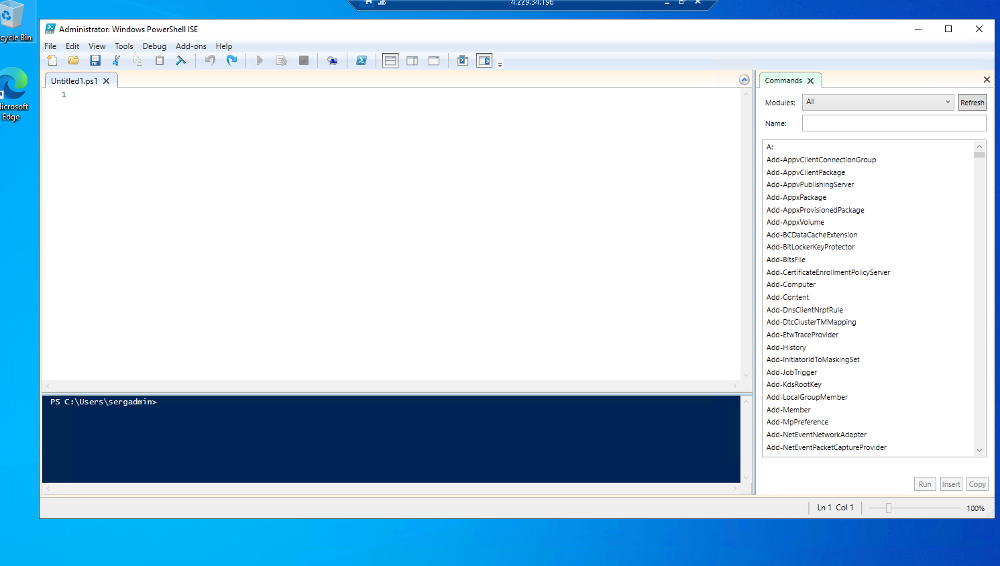 4.229.34.196
cycle Bin
Microsoft
Edge
Administrator: Windows PowerShell ISE
File Edit View Tools Debug Add-ons Help
Untitled1.ps1
1
PS C:\Users\sergadmin>
Commands
Modules: All Refresh
Name:
A:
Add-AppvClientConnectionGroup
Add-AppvClientPackage
Add-AppvPublishingServer
Add-AppxPackage
Add-AppxProvisionedPackage
Add-AppxVolume
Add-BCDataCacheExtension
Add-BitLockerKeyProtector
Add-BitsFile
Add-CertificateEnrollmentPolicyServer
Add-Computer
Add-Content
Add-DnsClientNrptRule
Add-DtcClusterTMMapping
Add-EtwTraceProvider
Add-History
Add-InitiatorIdToMaskingSet
Add-JobTrigger
Add-KdsRootKey
Add-LocalGroupMember
Add-Member
Add-MpPreference
Add-NetEventNetworkAdapter
Add-NetEventPacketCaptureProvider
Run Insert Copy
Ln 1 Col 1 100%